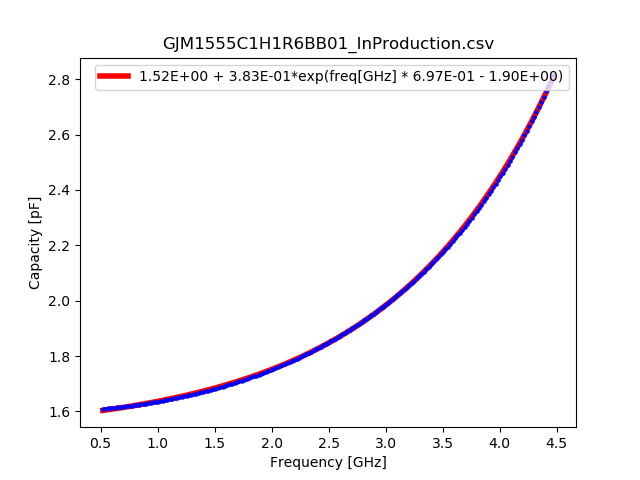 GJM1555C1H1R6BB01_InProduction.csv
1.52E+00 + 3.83E-01*exp(freq[GHz] * 6.97E-01 - 1.90E+00)
2.8
2.6
2.4
2.2
2.0
1.8
1.6
Capacity [pF]
0.5 1.0 1.5 2.0 2.5 3.0 3.5 4.0 4.5
Frequency [GHz]